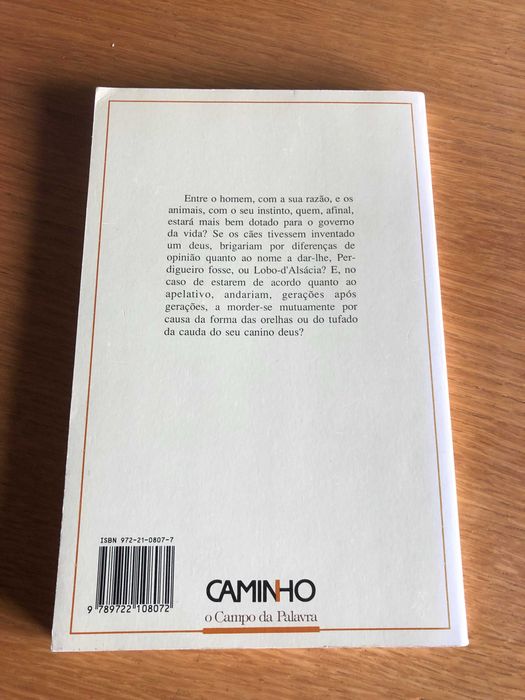 Entre o homem, com a sua razão, e os
animais, com o seu instinto, quem, afinal,
estará mais bem dotado para o governo
da vida? Se os cães tivessem inventado
um deus, brigariam por diferenças de
opinião quanto ao nome a dar-lhe, Per-
digueiro fosse, ou Lobo-d'Alsácia? E, no
caso de estarem de acordo quanto ao
apelativo, andariam, gerações após
gerações, a morder-se mutuamente por
causa da forma das orelhas ou do tufado
da cauda do seu canino deus?
ISBN 972-21-0807-7
9 789722 108072
CAMINHO
o Campo da Palavra